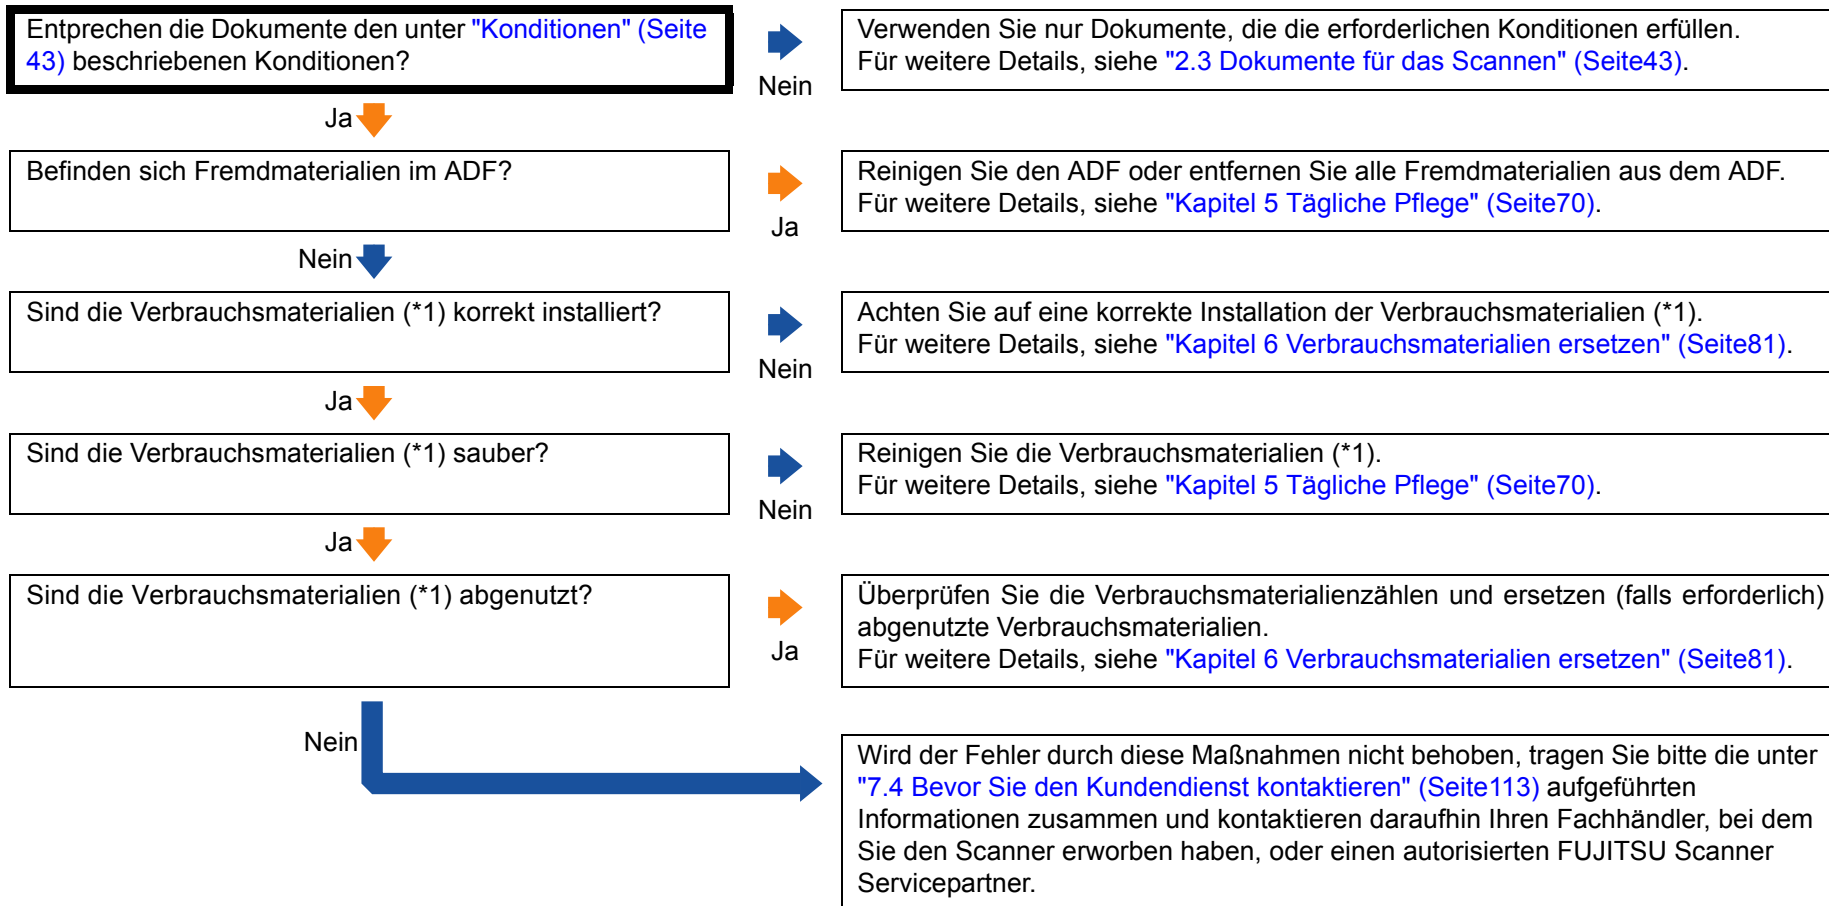 Entprechen die Dokumente den unter "Konditionen" (Seite
43) beschriebenen Konditionen?
Nein
Verwenden Sie nur Dokumente, die die erforderlichen Konditionen erfüllen.
Für weitere Details, siehe "2.3 Dokumente für das Scannen" (Seite43).
Ja
Befinden sich Fremdmaterialien im ADF?
Ja
Reinigen Sie den ADF oder entfernen Sie alle Fremdmaterialien aus dem ADF.
Für weitere Details, siehe "Kapitel 5 Tägliche Pflege" (Seite70).
Nein
Sind die Verbrauchsmaterialien (*1) korrekt installiert?
Nein
Achten Sie auf eine korrekte Installation der Verbrauchsmaterialien (*1).
Für weitere Details, siehe "Kapitel 6 Verbrauchsmaterialien ersetzen" (Seite81).
Ja
Sind die Verbrauchsmaterialien (*1) sauber?
Nein
Reinigen Sie die Verbrauchsmaterialien (*1).
Für weitere Details, siehe "Kapitel 5 Tägliche Pflege" (Seite70).
Ja
Sind die Verbrauchsmaterialien (*1) abgenutzt?
Ja
Überprüfen Sie die Verbrauchsmaterialienzählen und ersetzen (falls erforderlich)
abgenutzte Verbrauchsmaterialien.
Für weitere Details, siehe "Kapitel 6 Verbrauchsmaterialien ersetzen" (Seite81).
Nein
Wird der Fehler durch diese Maßnahmen nicht behoben, tragen Sie bitte die unter
"7.4 Bevor Sie den Kundendienst kontaktieren" (Seite113) aufgeführten
Informationen zusammen und kontaktieren daraufhin Ihren Fachhändler, bei dem
Sie den Scanner erworben haben, oder einen autorisierten FUJITSU Scanner
Servicepartner.